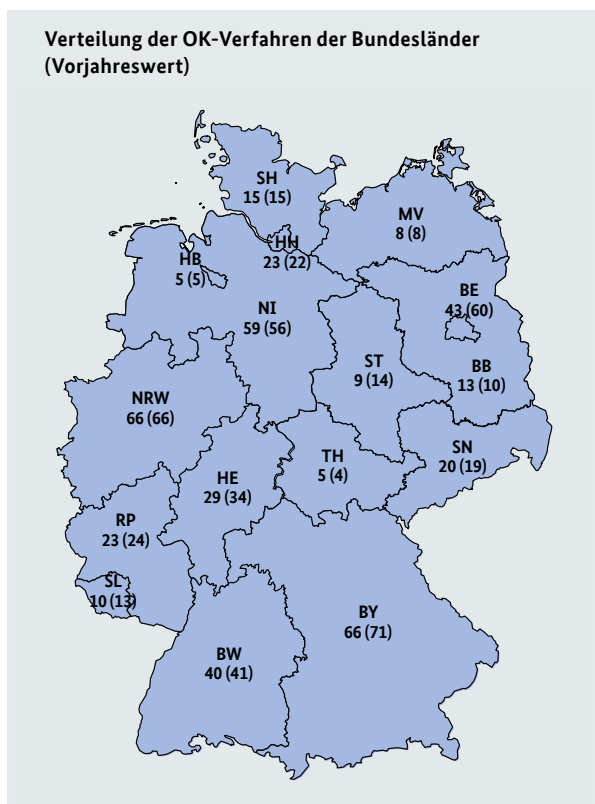 Verteilung der OK-Verfahren der Bundesländer
(Vorjahreswert)
SH
15 (15)
MV
8 (8)
HH
23 (22)
HB
5 (5)
BE
43 (60)
NI
59 (56)
ST
9 (14)
BB
13 (10)
NRW
66 (66)
SN
20 (19)
TH
5 (4)
HE
29 (34)
RP
23 (24)
SL
10 (13)
BY
66 (71)
BW
40 (41)